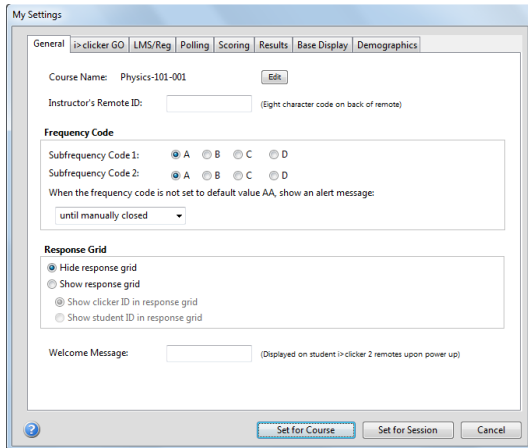 My Settings
General i>clicker GO LMS/Reg Polling Scoring Results Base Display Demographics
Course Name: Physics-101-001 Edit
Instructor's Remote ID: (Eight character code on back of remote)
Frequency Code
Subfrequency Code 1: A B C D
Subfrequency Code 2: A B C D
When the frequency code is not set to default value AA, show an alert message:
until manually closed
Response Grid
Hide response grid
Show response grid
Show clicker ID in response grid
Show student ID in response grid
Welcome Message: (Displayed on student i>clicker 2 remotes upon power up)
? Set for Course Set for Session Cancel